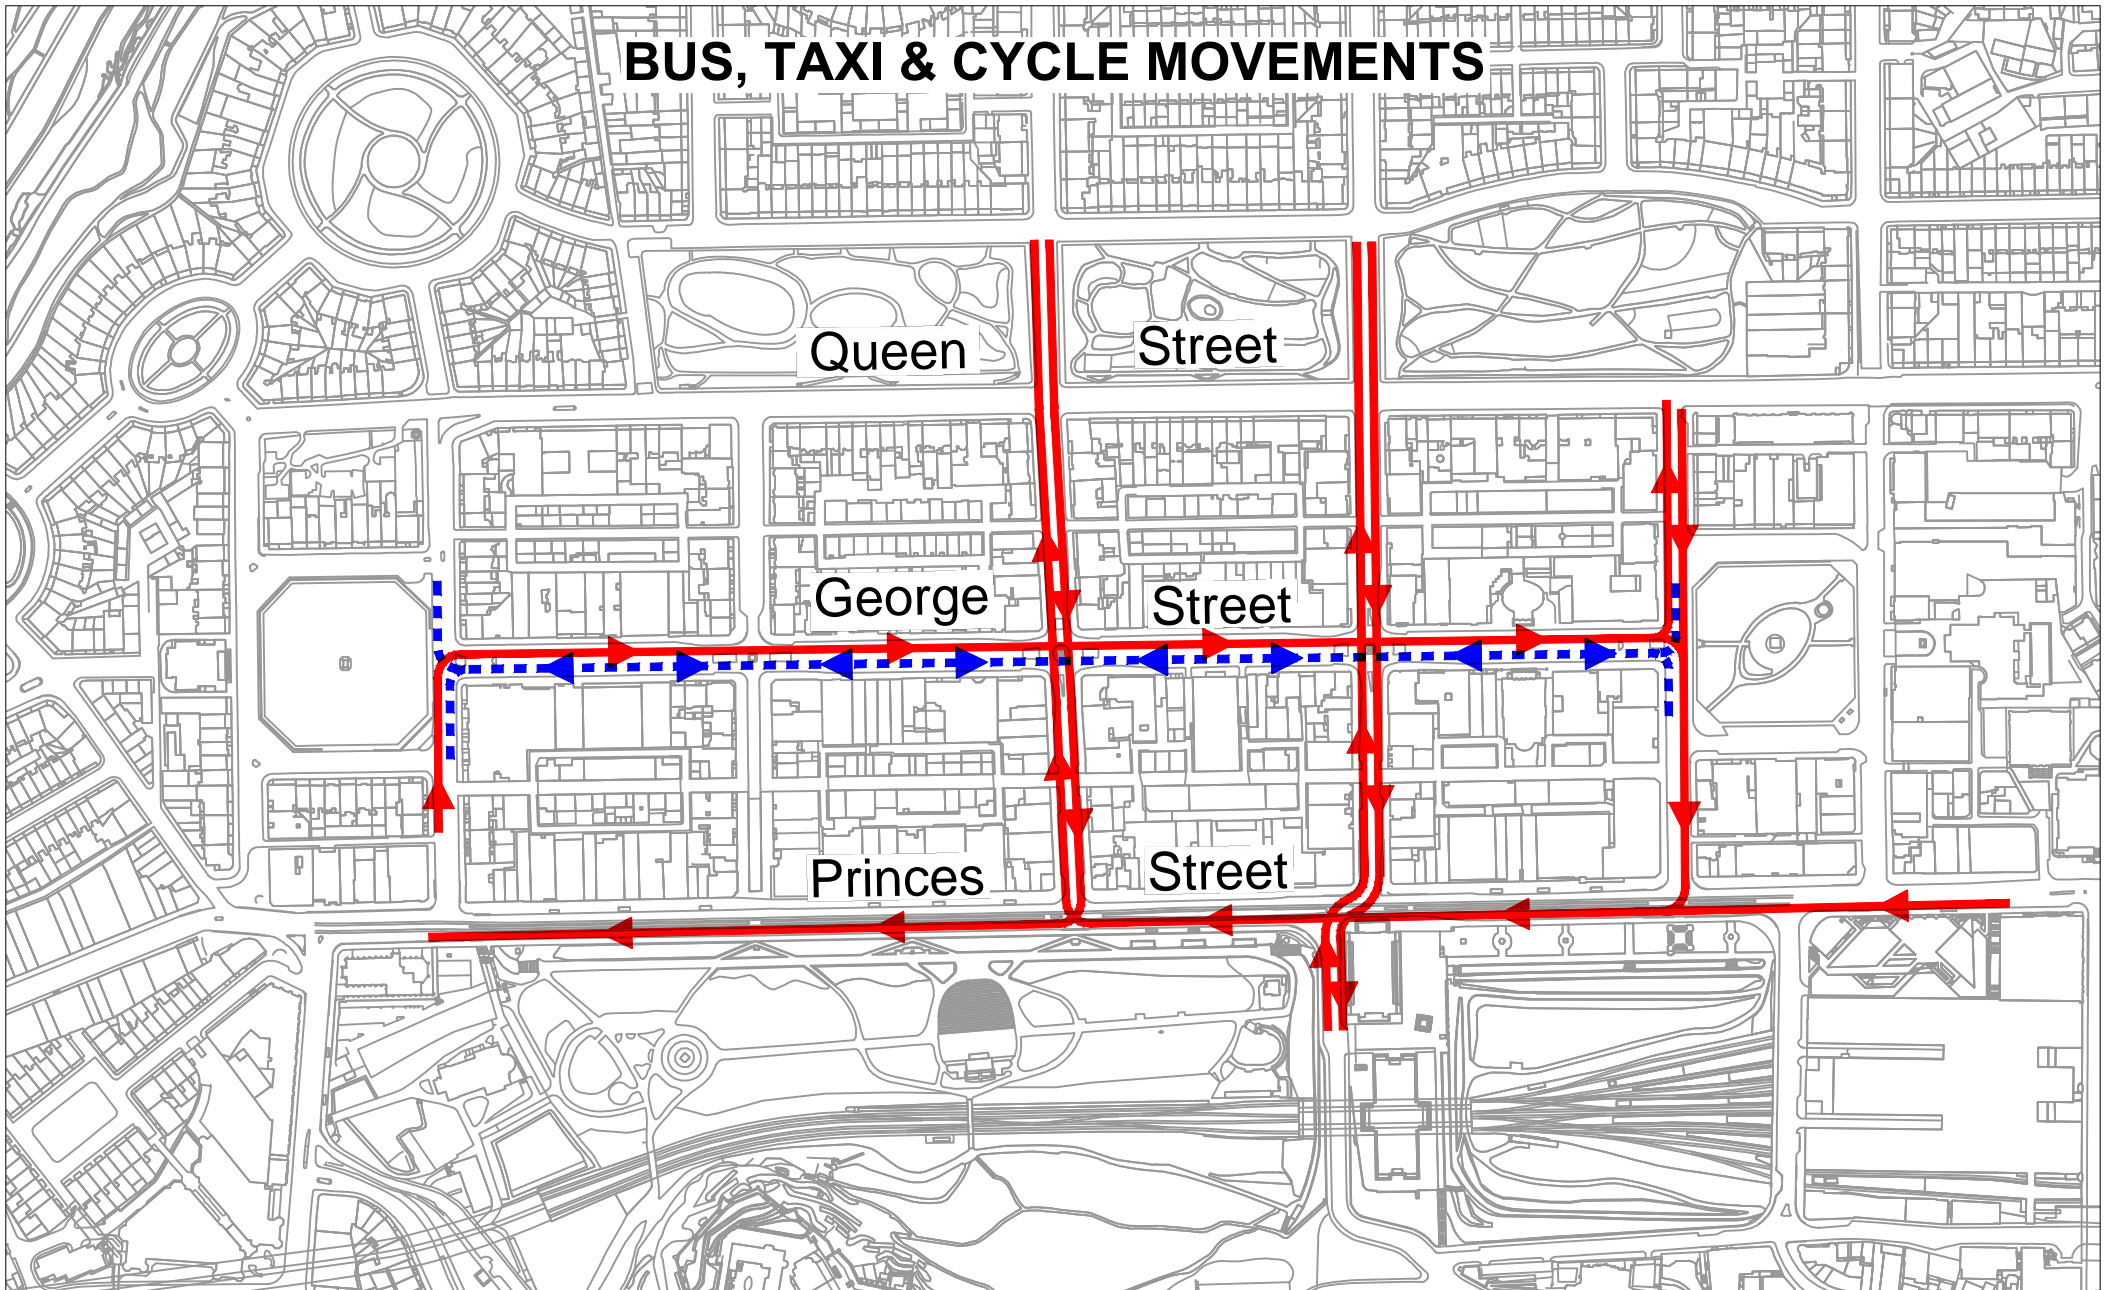 BUS, TAXI & CYCLE MOVEMENTS
Queen Street
George Street
Princes Street